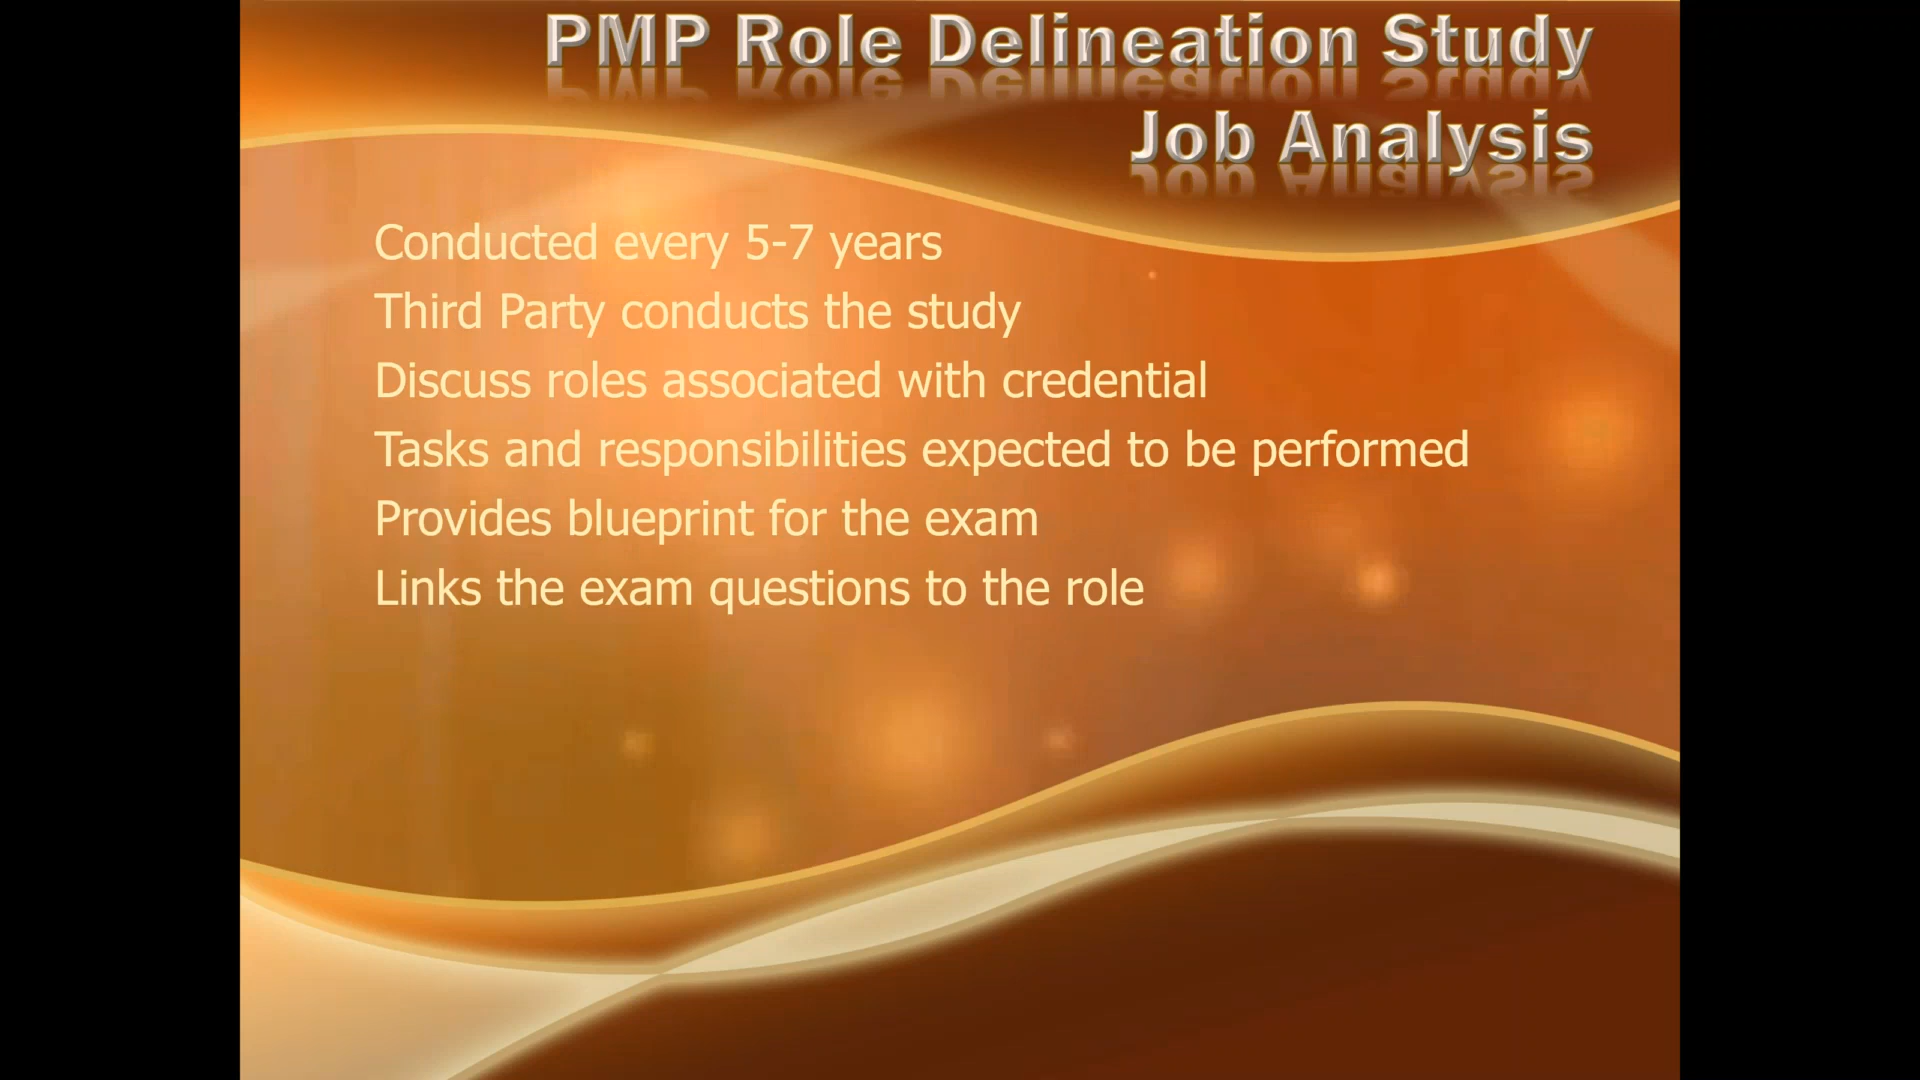 PMP Role Delineation Study
Job Analysis
Conducted every 5-7 years
Third Party conducts the study
Discuss roles associated with credential
Tasks and responsibilities expected to be performed
Provides blueprint for the exam
Links the exam questions to the role